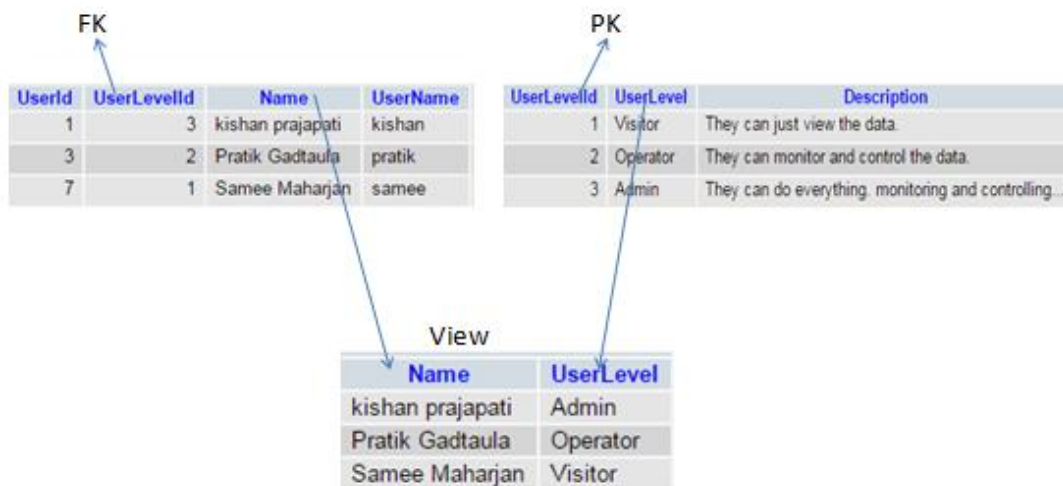 FK
PK
UserId UserLevelId Name UserName
1 3 kishan prajapati kishan
3 2 Pratik Gadtaula pratik
7 1 Samee Maharjan samee
UserLevelId UserLevel Description
1 Visitor They can just view the data.
2 Operator They can monitor and control the data.
3 Admin They can do everything. monitoring and controlling...
View
Name UserLevel
kishan prajapati Admin
Pratik Gadtaula Operator
Samee Maharjan Visitor